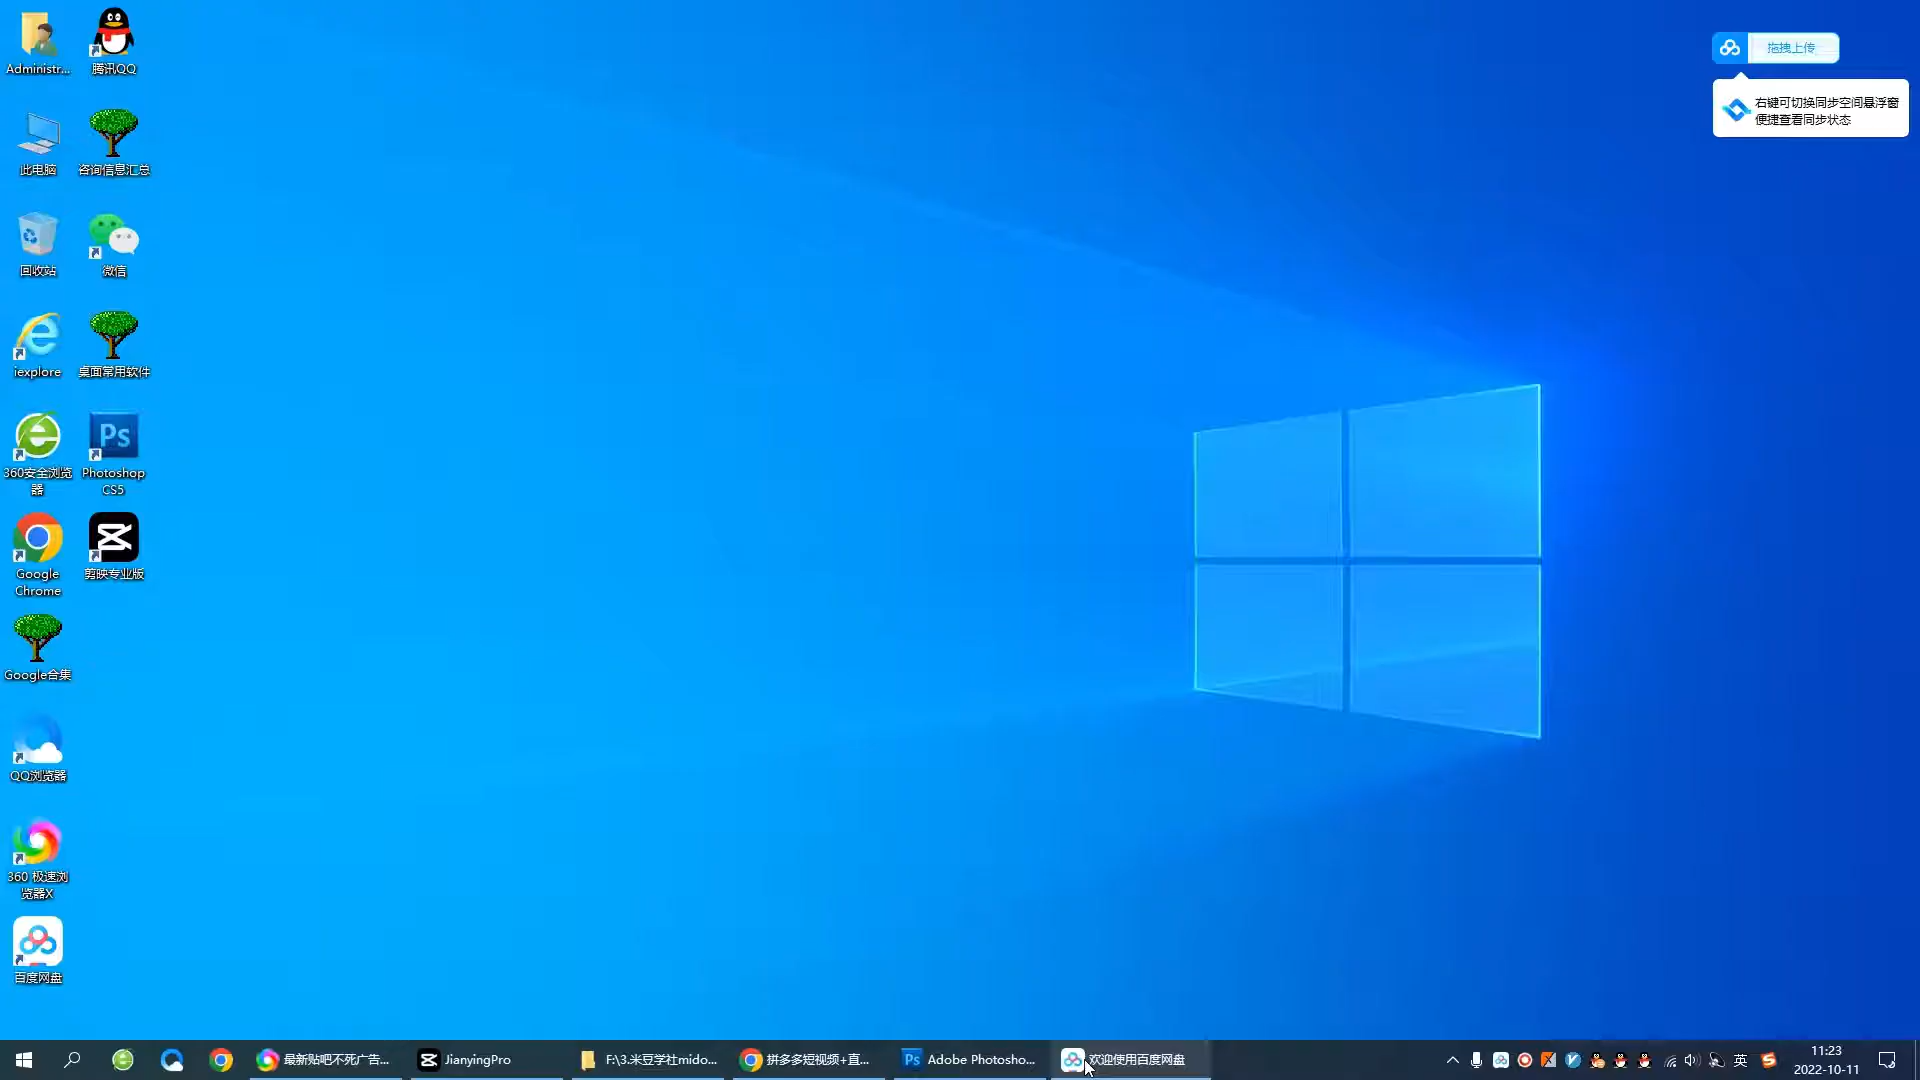 Administr...
腾讯QQ
此电脑
咨询信息汇总
回收站
微信
iexplore
桌面常用软件
360安全浏览
器
Ps
Photoshop
CS5
Google
Chrome
剪映专业版
Google合集
QQ浏览器
360 极速浏
览器X
百度网盘
拖拽上传
右键可切换同步空间悬浮窗
便捷查看同步状态
最新贴吧不死广告...
JianyingPro
F:\3.米豆学社mido...
拼多多短视频+直...
Ps
Adobe Photosho...
欢迎使用百度网盘
英
11:23
2022-10-11